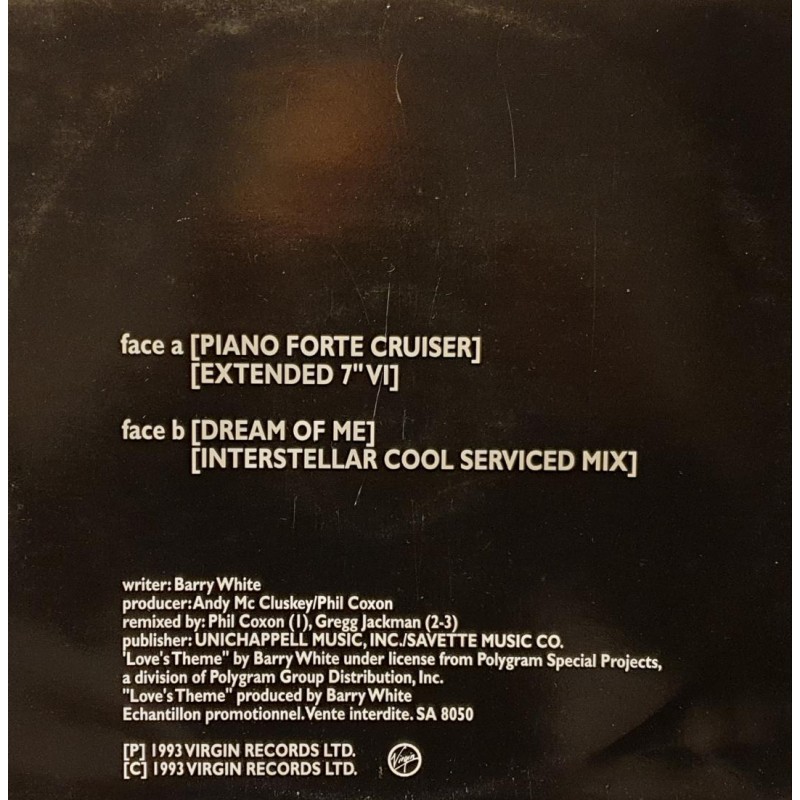 face a [PIANO FORTE CRUISER]
[EXTENDED 7" VI]
face b [DREAM OF ME]
[INTERSTELLAR COOL SERVICED MIX]
writer: Barry White
producer: Andy Mc Cluskey/Phil Coxon
remixed by: Phil Coxon (1), Gregg Jackman (2-3)
publisher: UNICHAPPELL MUSIC, INC./SAVETTE MUSIC CO.
"Love's Theme" by Barry White under license from Polygram Special Projects,
a division of Polygram Group Distribution, Inc.
"Love's Theme" produced by Barry White
Echantillon promotionnel. Vente interdite. SA 8050
[P] 1993 VIRGIN RECORDS LTD.
[C] 1993 VIRGIN RECORDS LTD. Virgin